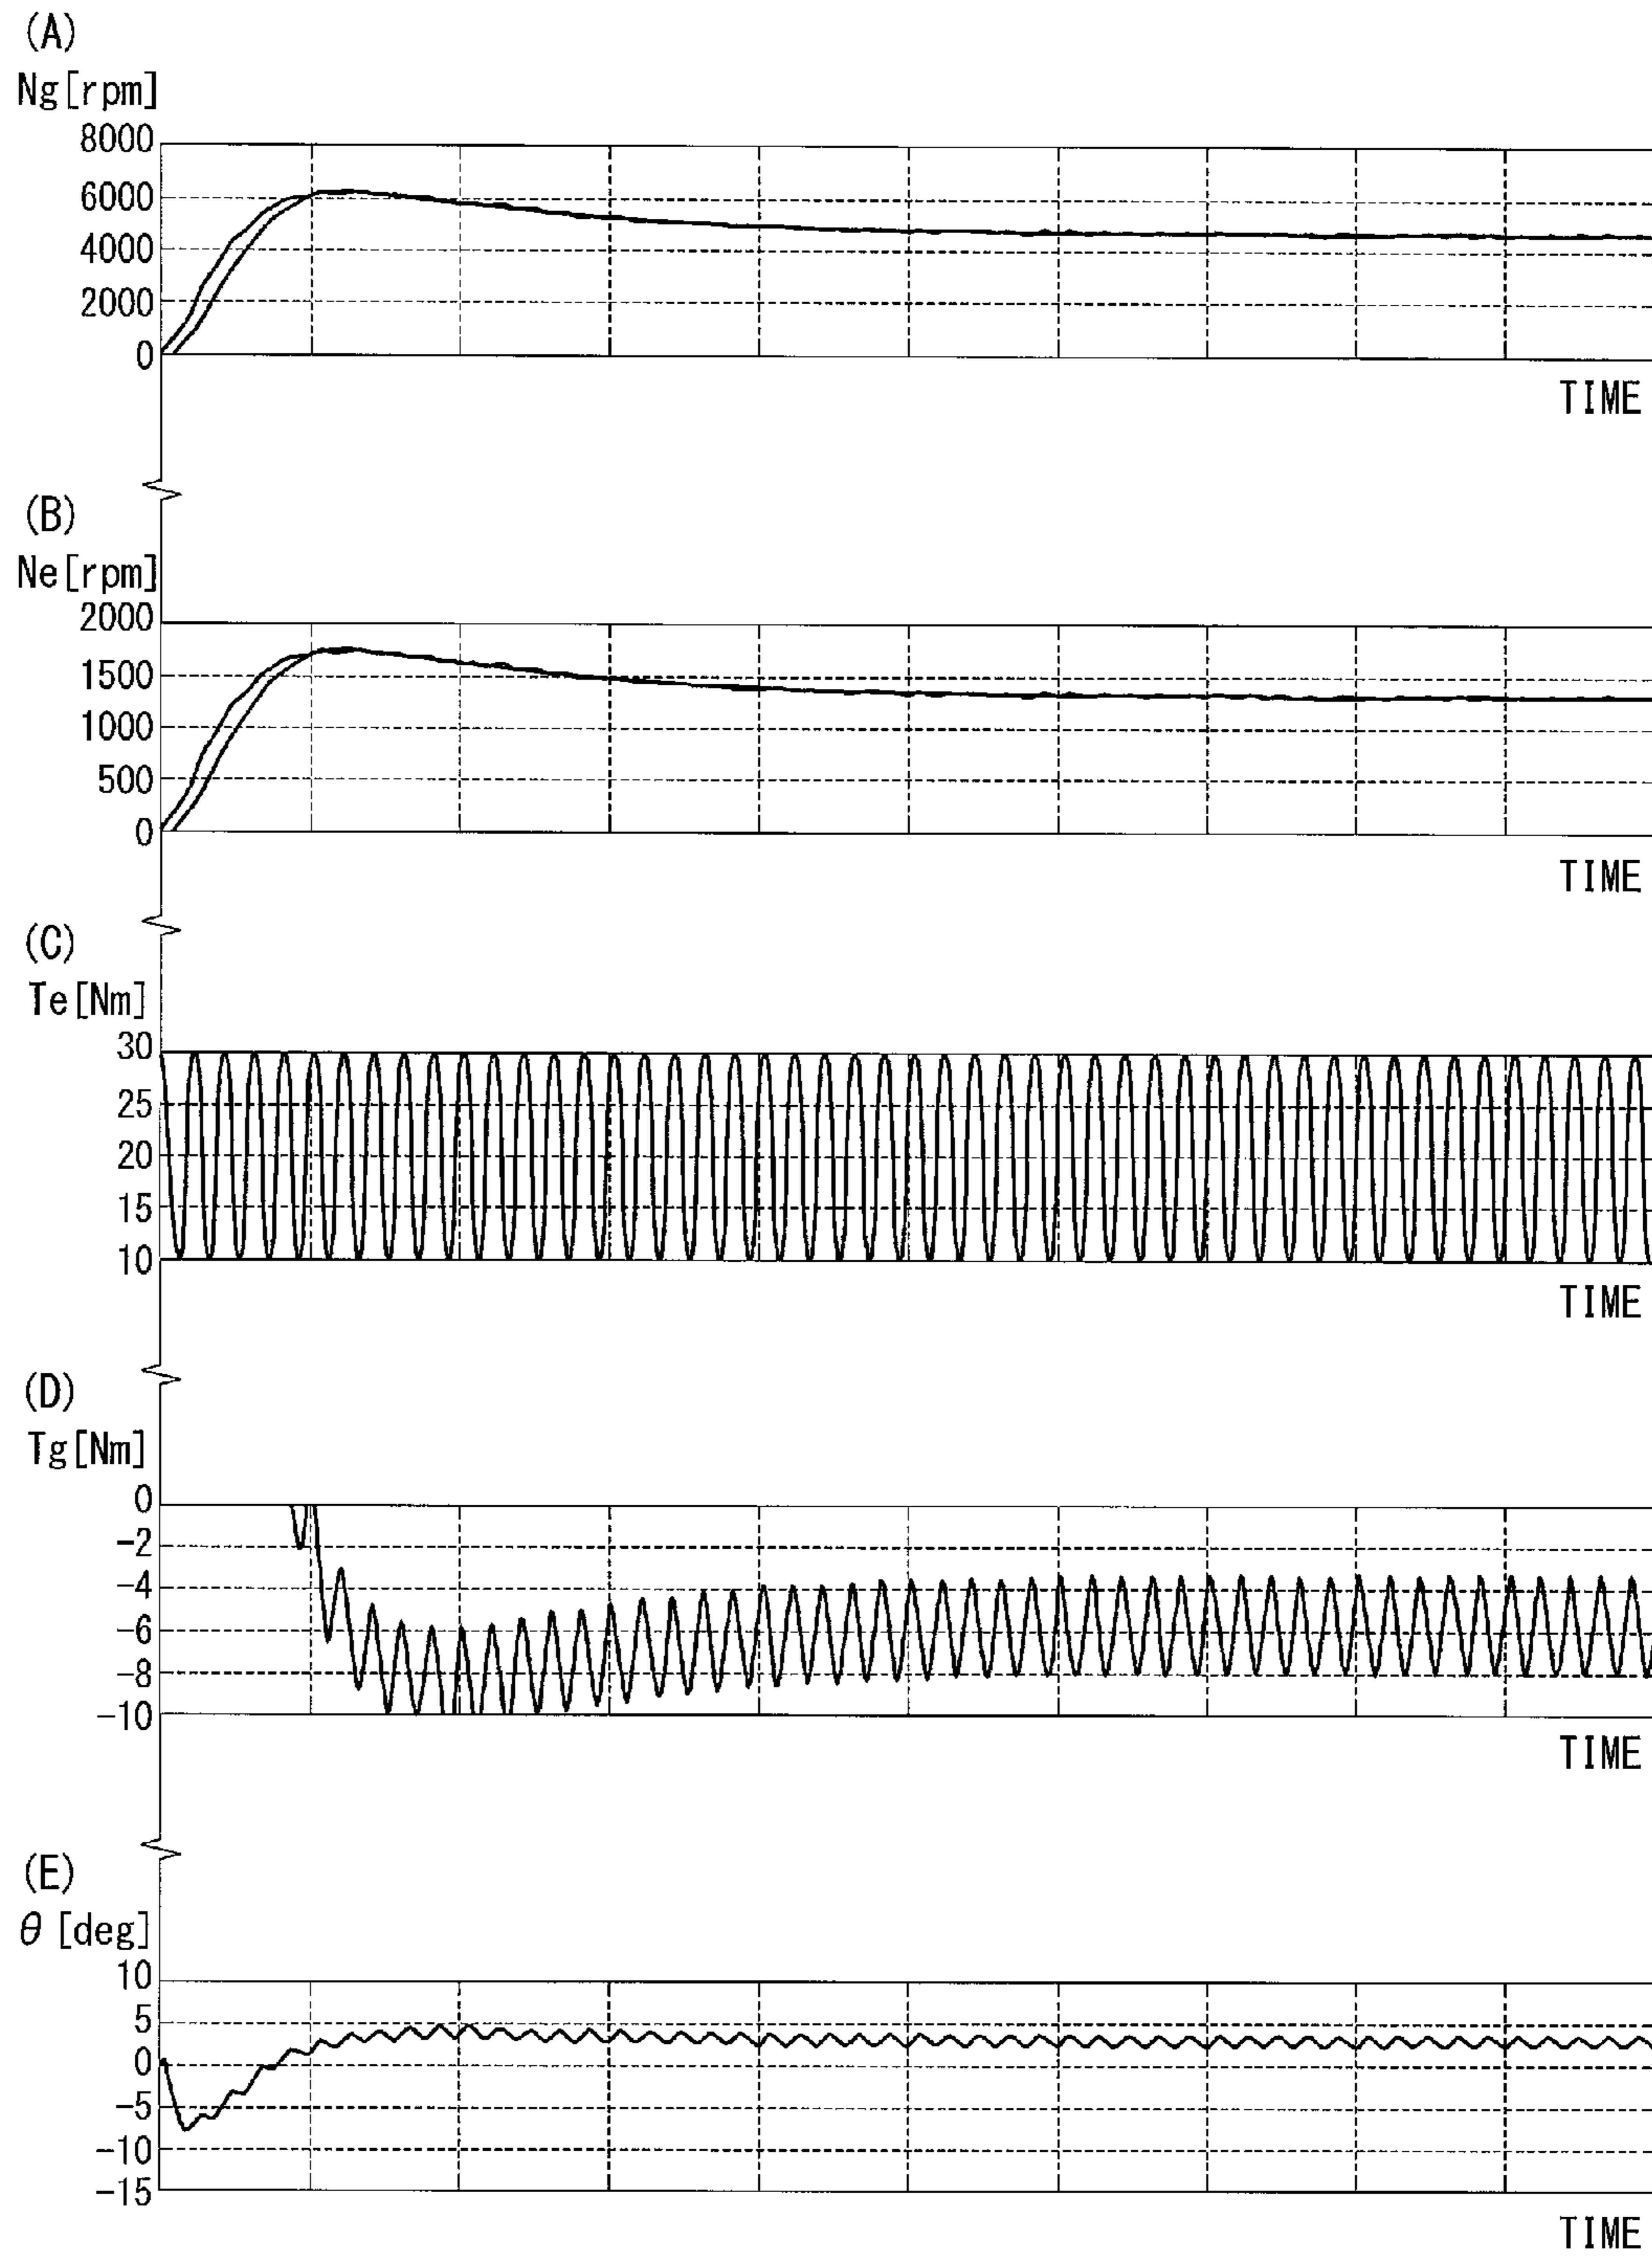 (A)
Ng[rpm]
8000
6000
4000
2000
0
TIME
(B)
Ne[rpm]
2000
1500
1000
500
0
TIME
(C)
Te[Nm]
30
25
20
15
10
TIME
(D)
Tg[Nm]
0
-2
-4
-6
-8
-10
TIME
(E)
θ [deg]
10
5
0
-5
-10
-15
TIME